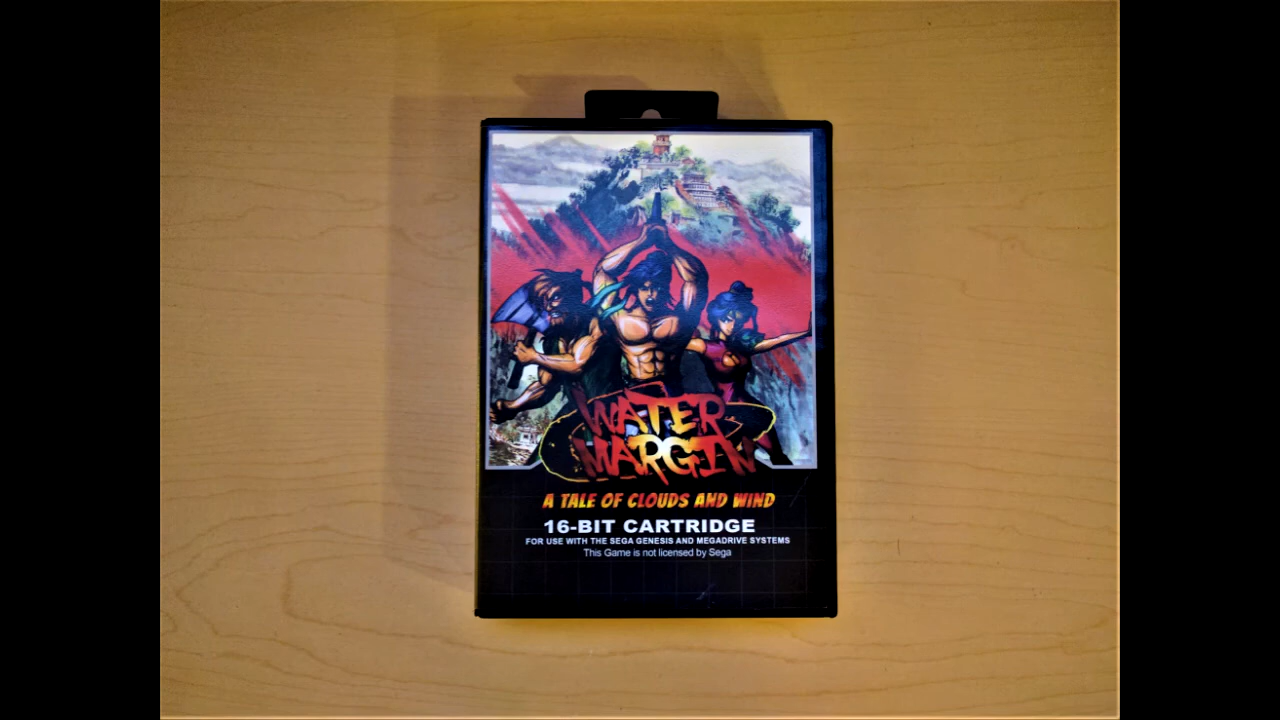 WATER
MARGIN
A TALE OF CLOUDS AND WIND
16-BIT CARTRIDGE
FOR USE WITH THE SEGA GENESIS AND MEGADRIVE SYSTEMS
This Game is not licensed by Sega